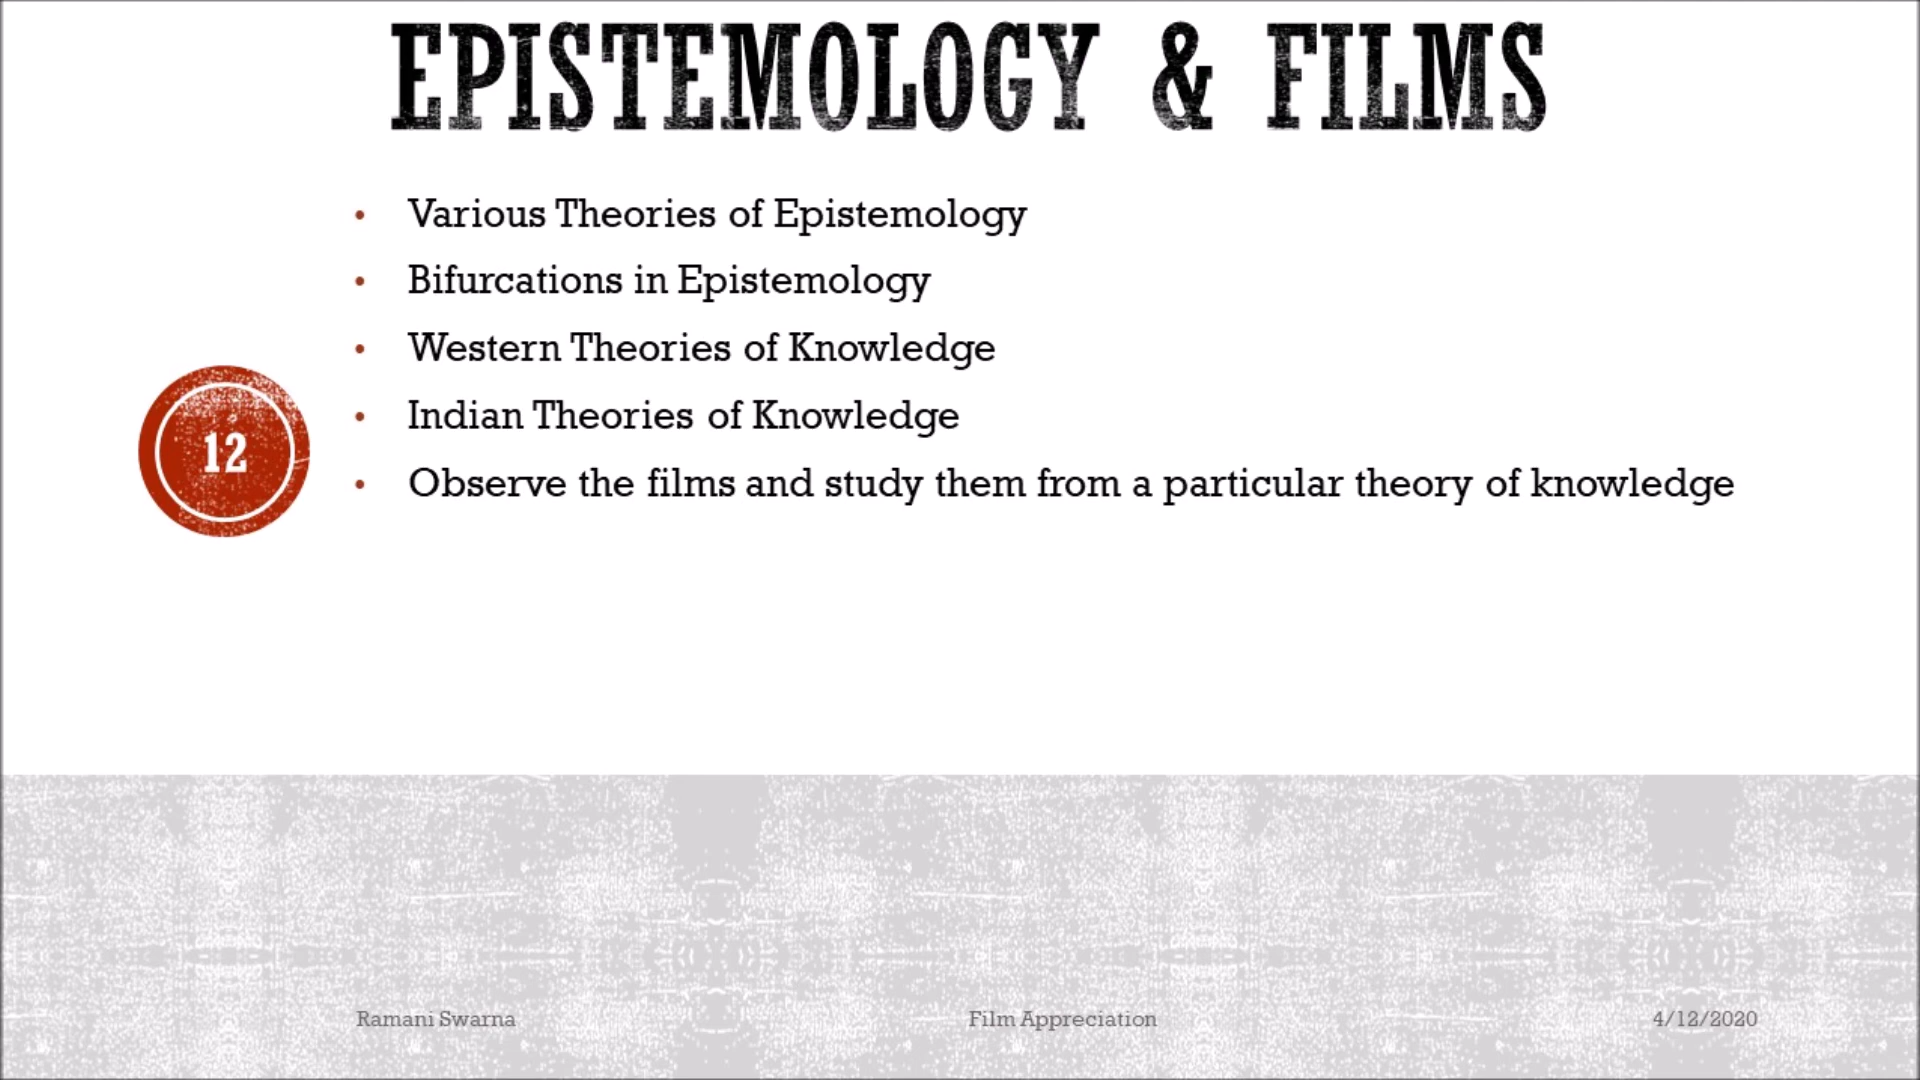 EPISTEMOLOGY & FILMS
• Various Theories of Epistemology
• Bifurcations in Epistemology
• Western Theories of Knowledge
• Indian Theories of Knowledge
• Observe the films and study them from a particular theory of knowledge
12
Ramani Swarna
Film Appreciation
4/12/2020